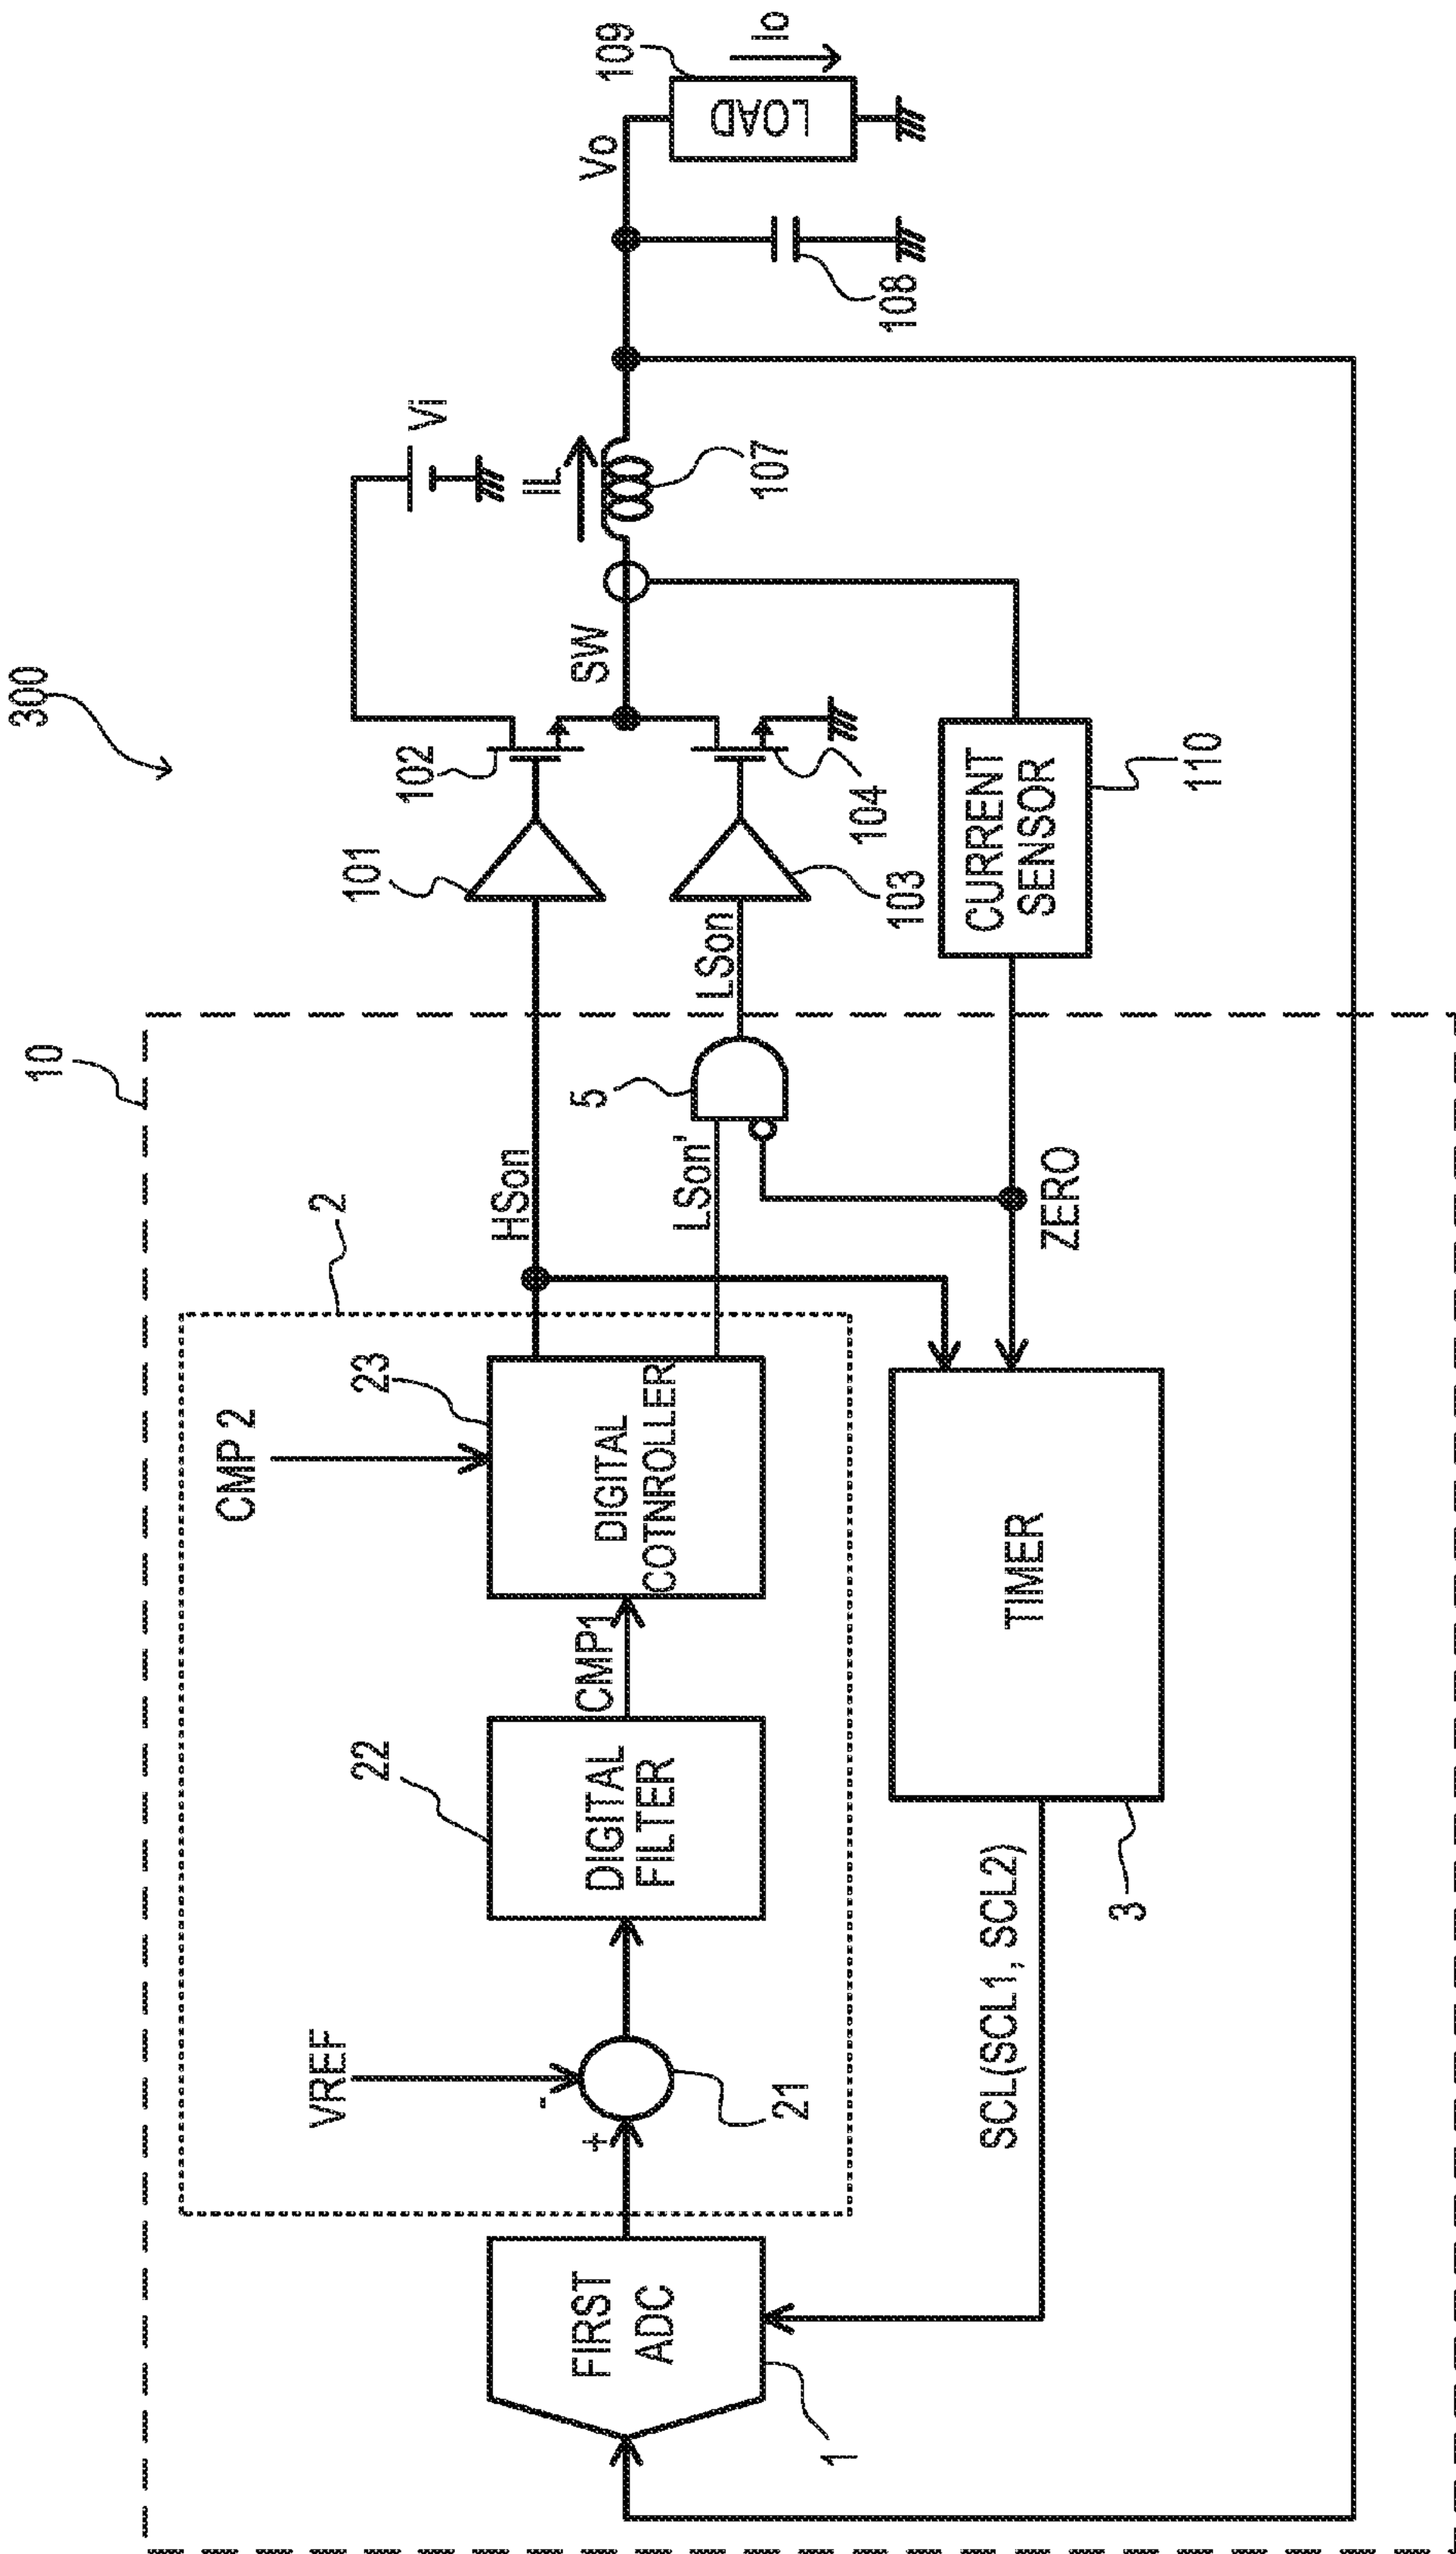 300
10
2
CMP 2
VREF
22
23
HSon
101
102
Vi
SW
IL
107
Vo
109
LOAD
Io
108
FIRST
ADC
1
+
-
21
DIGITAL
FILTER
CMP1
DIGITAL
COTNROLLER
LSon'
5
LSon
103
104
CURRENT
SENSOR
110
ZERO
TIMER
3
SCL(SCL1, SCL2)